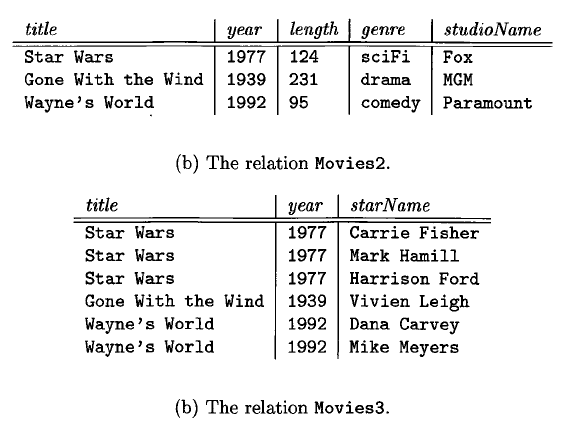 title year length genre studioName
Star Wars 1977 124 sciFi Fox
Gone With the Wind 1939 231 drama MGM
Wayne's World 1992 95 comedy Paramount
(b) The relation Movies2.
title year starName
Star Wars 1977 Carrie Fisher
Star Wars 1977 Mark Hamill
Star Wars 1977 Harrison Ford
Gone With the Wind 1939 Vivien Leigh
Wayne's World 1992 Dana Carvey
Wayne's World 1992 Mike Meyers
(b) The relation Movies3.